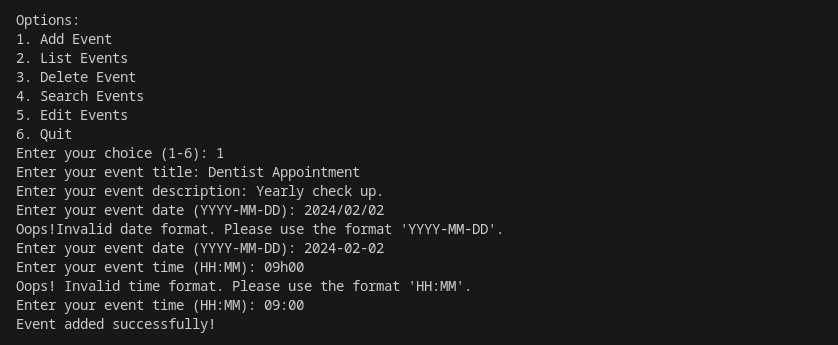 Options:
1. Add Event
2. List Events
3. Delete Event
4. Search Events
5. Edit Events
6. Quit
Enter your choice (1-6): 1
Enter your event title: Dentist Appointment
Enter your event description: Yearly check up.
Enter your event date (YYYY-MM-DD): 2024/02/02
Oops!Invalid date format. Please use the format 'YYYY-MM-DD'.
Enter your event date (YYYY-MM-DD): 2024-02-02
Enter your event time (HH:MM): 09h00
Oops! Invalid time format. Please use the format 'HH:MM'.
Enter your event time (HH:MM): 09:00
Event added successfully!